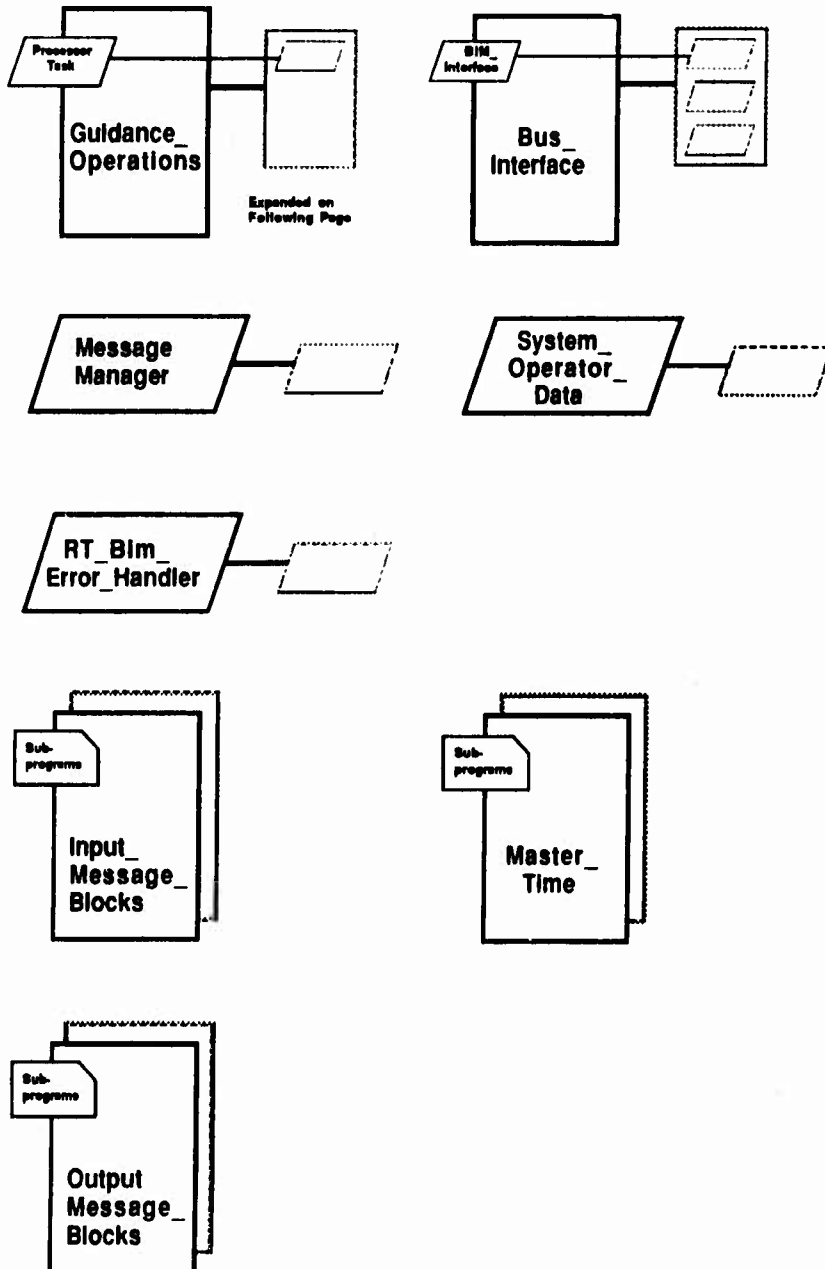 Processor
Task
Guidance_
Operations
Expanded on
Following Page
BIM_
Interface
Bus_
Interface
Message
Manager
System_
Operator_
Data
RT_Bim_
Error_Handler
Sub-
programs
Input_
Message_
Blocks
Sub-
programs
Master_
Time
Sub-
programs
Output
Message_
Blocks